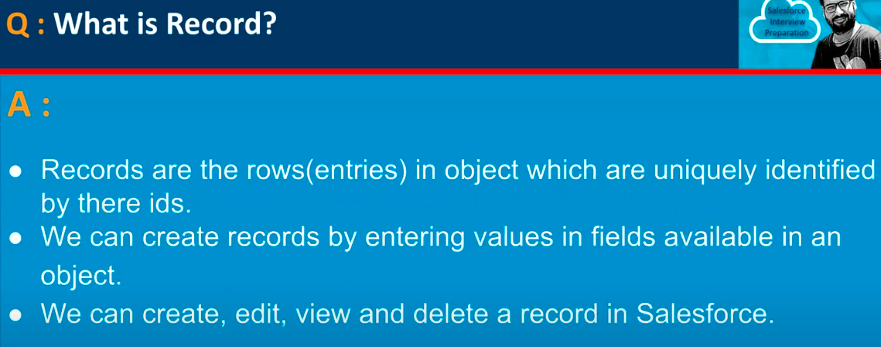 Q : What is Record?
Salesforce
Interview
Preparation
A :
● Records are the rows(entries) in object which are uniquely identified
by there ids.
● We can create records by entering values in fields available in an
object.
● We can create, edit, view and delete a record in Salesforce.